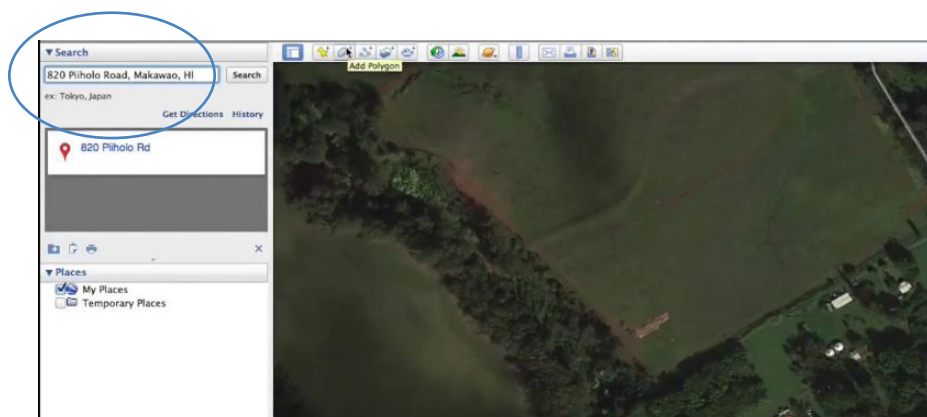 ▼ Search
820 Piiholo Road, Makawao, HI
Search
ex: Tokyo, Japan
Get Directions History
820 Piiholo Rd
▼ Places
My Places
Temporary Places
Add Polygon